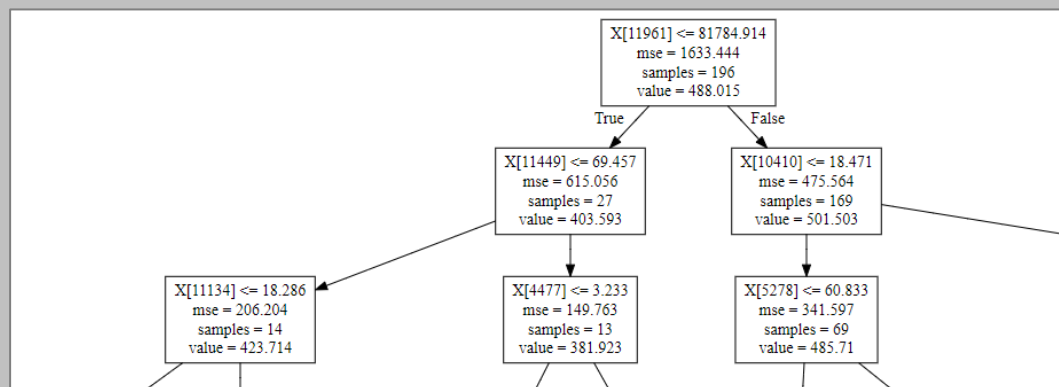 X[11961] <= 81784.914
mse = 1633.444
samples = 196
value = 488.015
True
False
X[11449] <= 69.457
mse = 615.056
samples = 27
value = 403.593
X[10410] <= 18.471
mse = 475.564
samples = 169
value = 501.503
X[11134] <= 18.286
mse = 206.204
samples = 14
value = 423.714
X[4477] <= 3.233
mse = 149.763
samples = 13
value = 381.923
X[5278] <= 60.833
mse = 341.597
samples = 69
value = 485.71